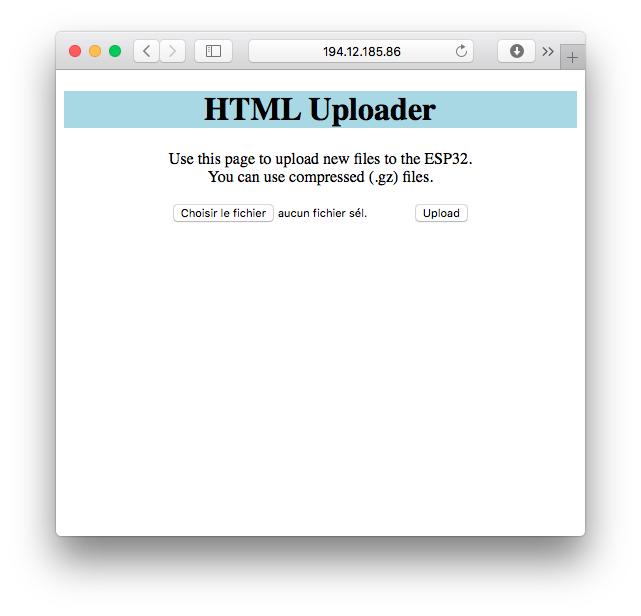 194.12.185.86
HTML Uploader
Use this page to upload new files to the ESP32.
You can use compressed (.gz) files.
Choisir le fichier aucun fichier sél. Upload